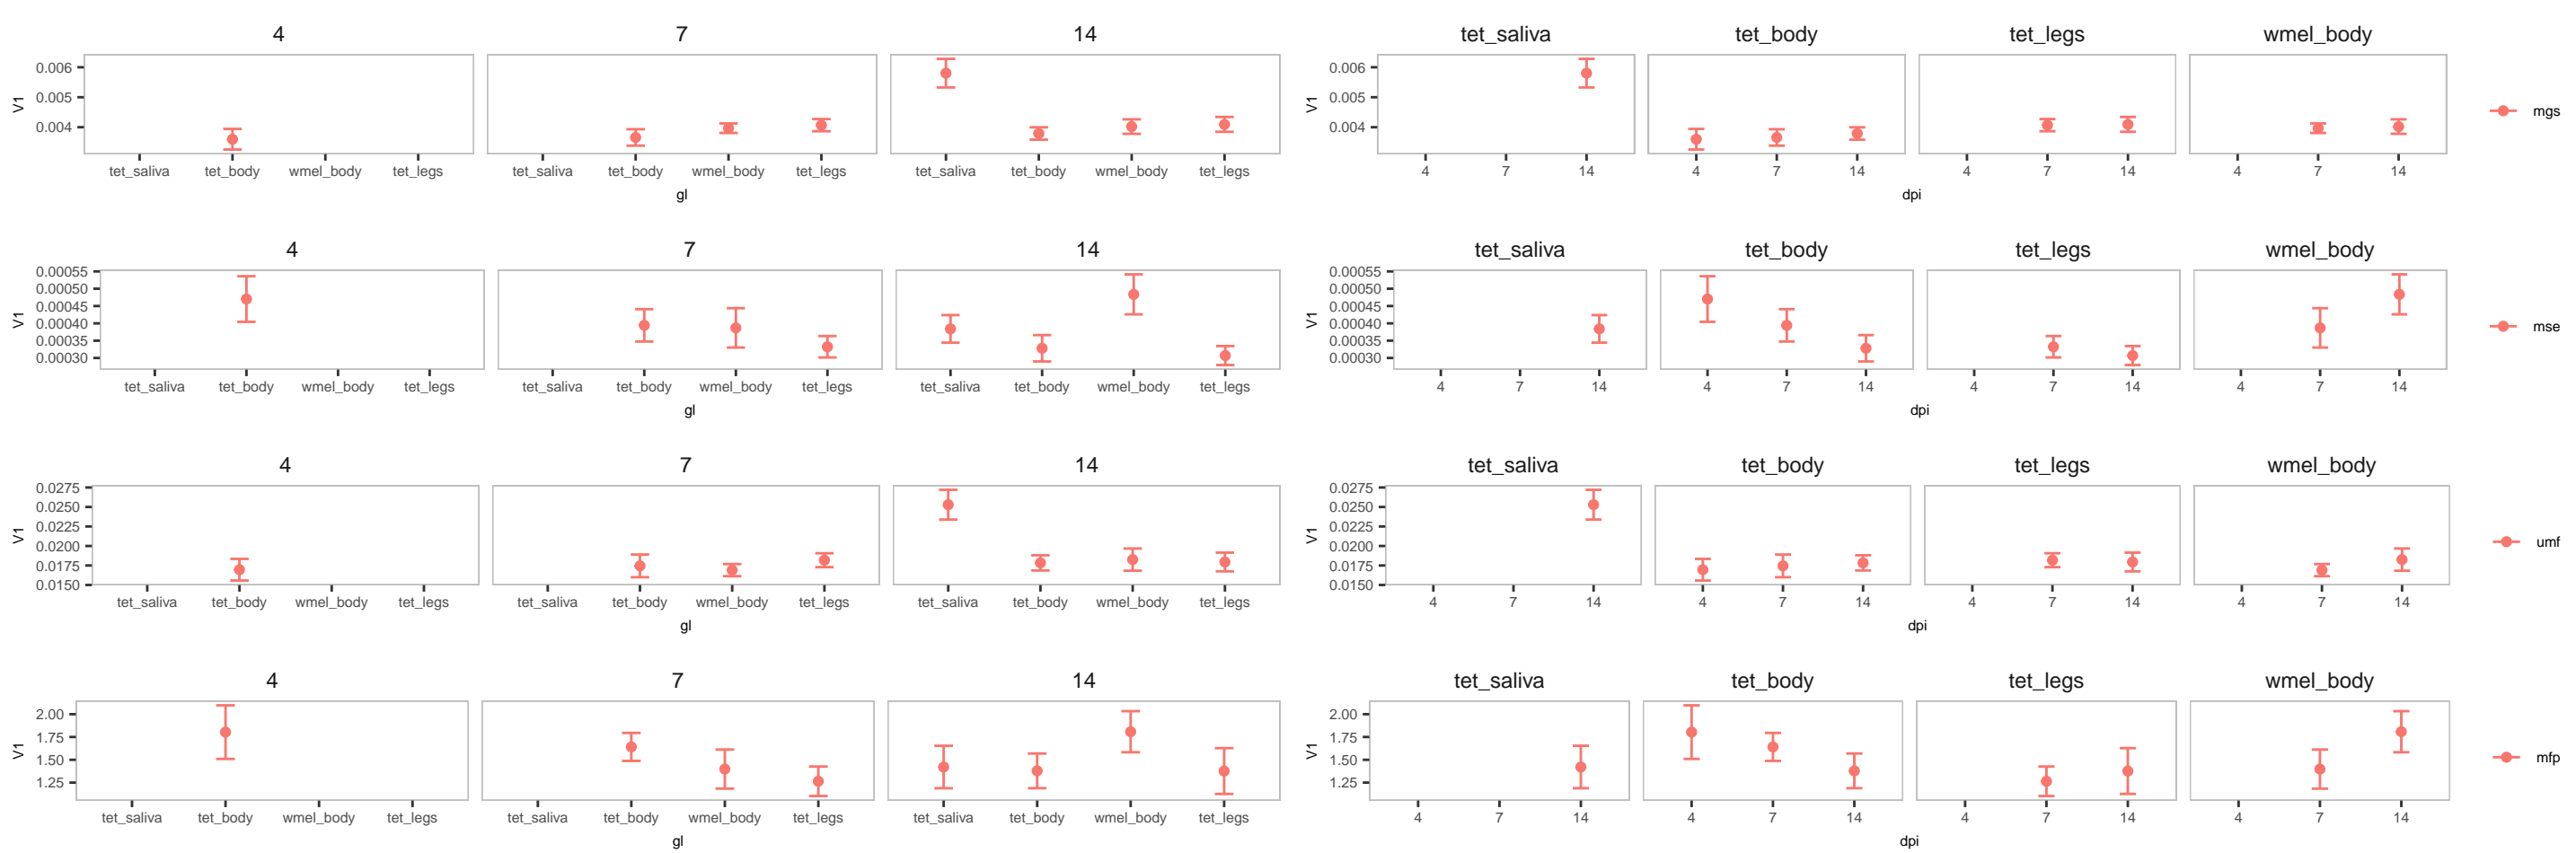 4 7 14 tet_saliva tet_body tet_legs wmel_body
0.006 0.006
0.005 0.005
0.004 0.004
V1 V1 mgs
tet_saliva tet_body wmel_body tet_legs tet_saliva tet_body wmel_body tet_legs tet_saliva tet_body wmel_body tet_legs 4 7 14 4 7 14 4 7 14 4 7 14
gl dpi
4 7 14 tet_saliva tet_body tet_legs wmel_body
0.00055 0.00055
0.00050 0.00050
0.00045 0.00045
0.00040 0.00040
0.00035 0.00035
0.00030 0.00030
V1 V1 mse
tet_saliva tet_body wmel_body tet_legs tet_saliva tet_body wmel_body tet_legs tet_saliva tet_body wmel_body tet_legs 4 7 14 4 7 14 4 7 14 4 7 14
gl dpi
4 7 14 tet_saliva tet_body tet_legs wmel_body
0.0275 0.0275
0.0250 0.0250
0.0225 0.0225
0.0200 0.0200
0.0175 0.0175
0.0150 0.0150
V1 V1 umf
tet_saliva tet_body wmel_body tet_legs tet_saliva tet_body wmel_body tet_legs tet_saliva tet_body wmel_body tet_legs 4 7 14 4 7 14 4 7 14 4 7 14
gl dpi
4 7 14 tet_saliva tet_body tet_legs wmel_body
2.00 2.00
1.75 1.75
1.50 1.50
1.25 1.25
V1 V1 mfp
tet_saliva tet_body wmel_body tet_legs tet_saliva tet_body wmel_body tet_legs tet_saliva tet_body wmel_body tet_legs 4 7 14 4 7 14 4 7 14 4 7 14
gl dpi